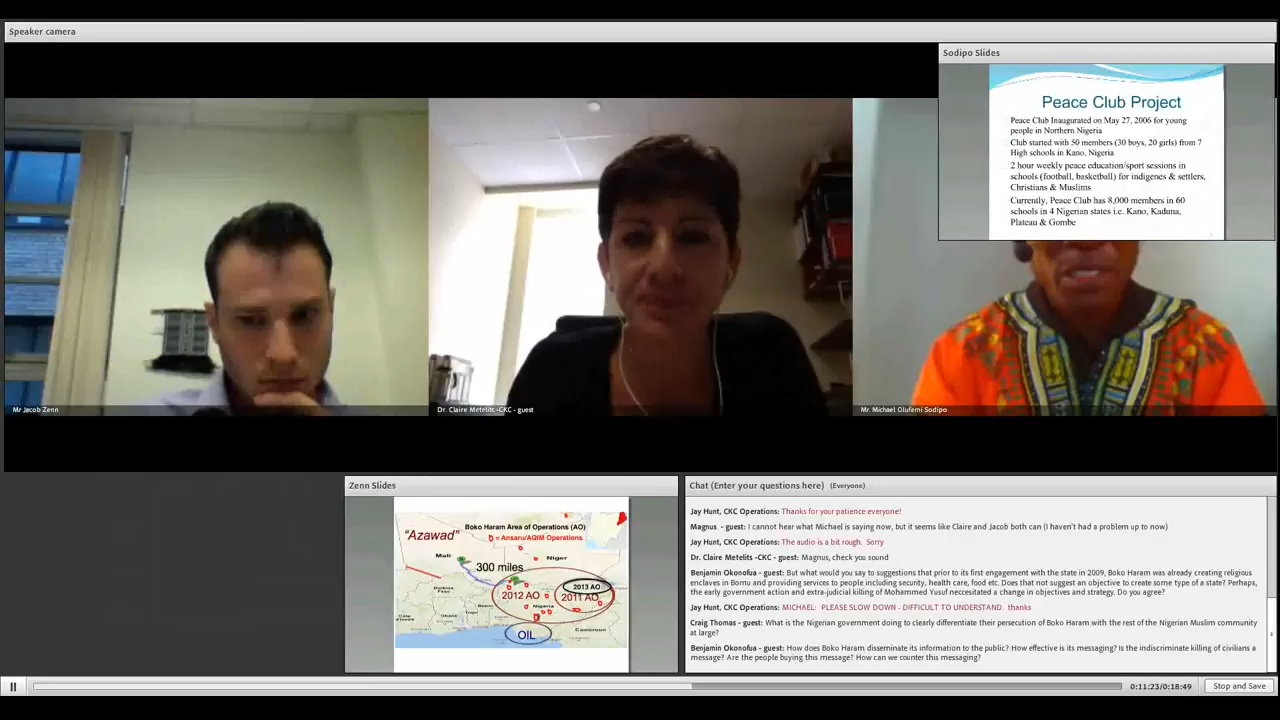 Speaker camera
Sodipo Slides
Peace Club Project
Peace Club Inaugurated on May 27, 2006 for young
people in Northern Nigeria
Club started with 50 members (30 boys, 20 girls) from 7
High schools in Kano, Nigeria
2 hour weekly peace education/sport sessions in
schools (football, basketball) for indigenes & settlers,
Christians & Muslims
Currently, Peace Club has 8,000 members in 60
schools in 4 Nigerian states i.e. Kano, Kaduna,
Plateau & Gombe
Mr Jacob Zenn
Dr. Claire Metelits -CKC - guest
Mr. Michael Olufemi Sodipo
Zenn Slides
Boko Haram Area of Operations (AO)
= Ansaru/AQIM Operations
"Azawad"
Mali
Niger
300 miles
2013 AO
2012 AO
2011 AO
Nigeria
OIL
Cameroon
Chat (Enter your questions here) (Everyone)
Jay Hunt, CKC Operations: Thanks for your patience everyone!
Magnus - guest: I cannot hear what Michael is saying now, but it seems like Claire and Jacob both can (I haven't had a problem up to now)
Jay Hunt, CKC Operations: The audio is a bit rough. Sorry
Dr. Claire Metelits -CKC - guest: Magnus, check you sound
Benjamin Okonofua - guest: But what would you say to suggestions that prior to its first engagement with the state in 2009, Boko Haram was already creating religious
enclaves in Bornu and providing services to people including security, health care, food etc. Does that not suggest an objective to create some type of a state? Perhaps,
the early government action and extra-judicial killing of Mohammed Yusuf neccesitated a change in objectives and strategy. Do you agree?
Jay Hunt, CKC Operations: MICHAEL: PLEASE SLOW DOWN - DIFFICULT TO UNDERSTAND. thanks
Craig Thomas - guest: What is the Nigerian government doing to clearly differentiate their persecution of Boko Haram with the rest of the Nigerian Muslim community
at large?
Benjamin Okonofua - guest: How does Boko Haram disseminate its information to the public? How effective is its messaging? Is the indiscriminate killing of civilians a
message? Are the people buying this message? How can we counter this messaging?
0:11:23/0:18:49
Stop and Save